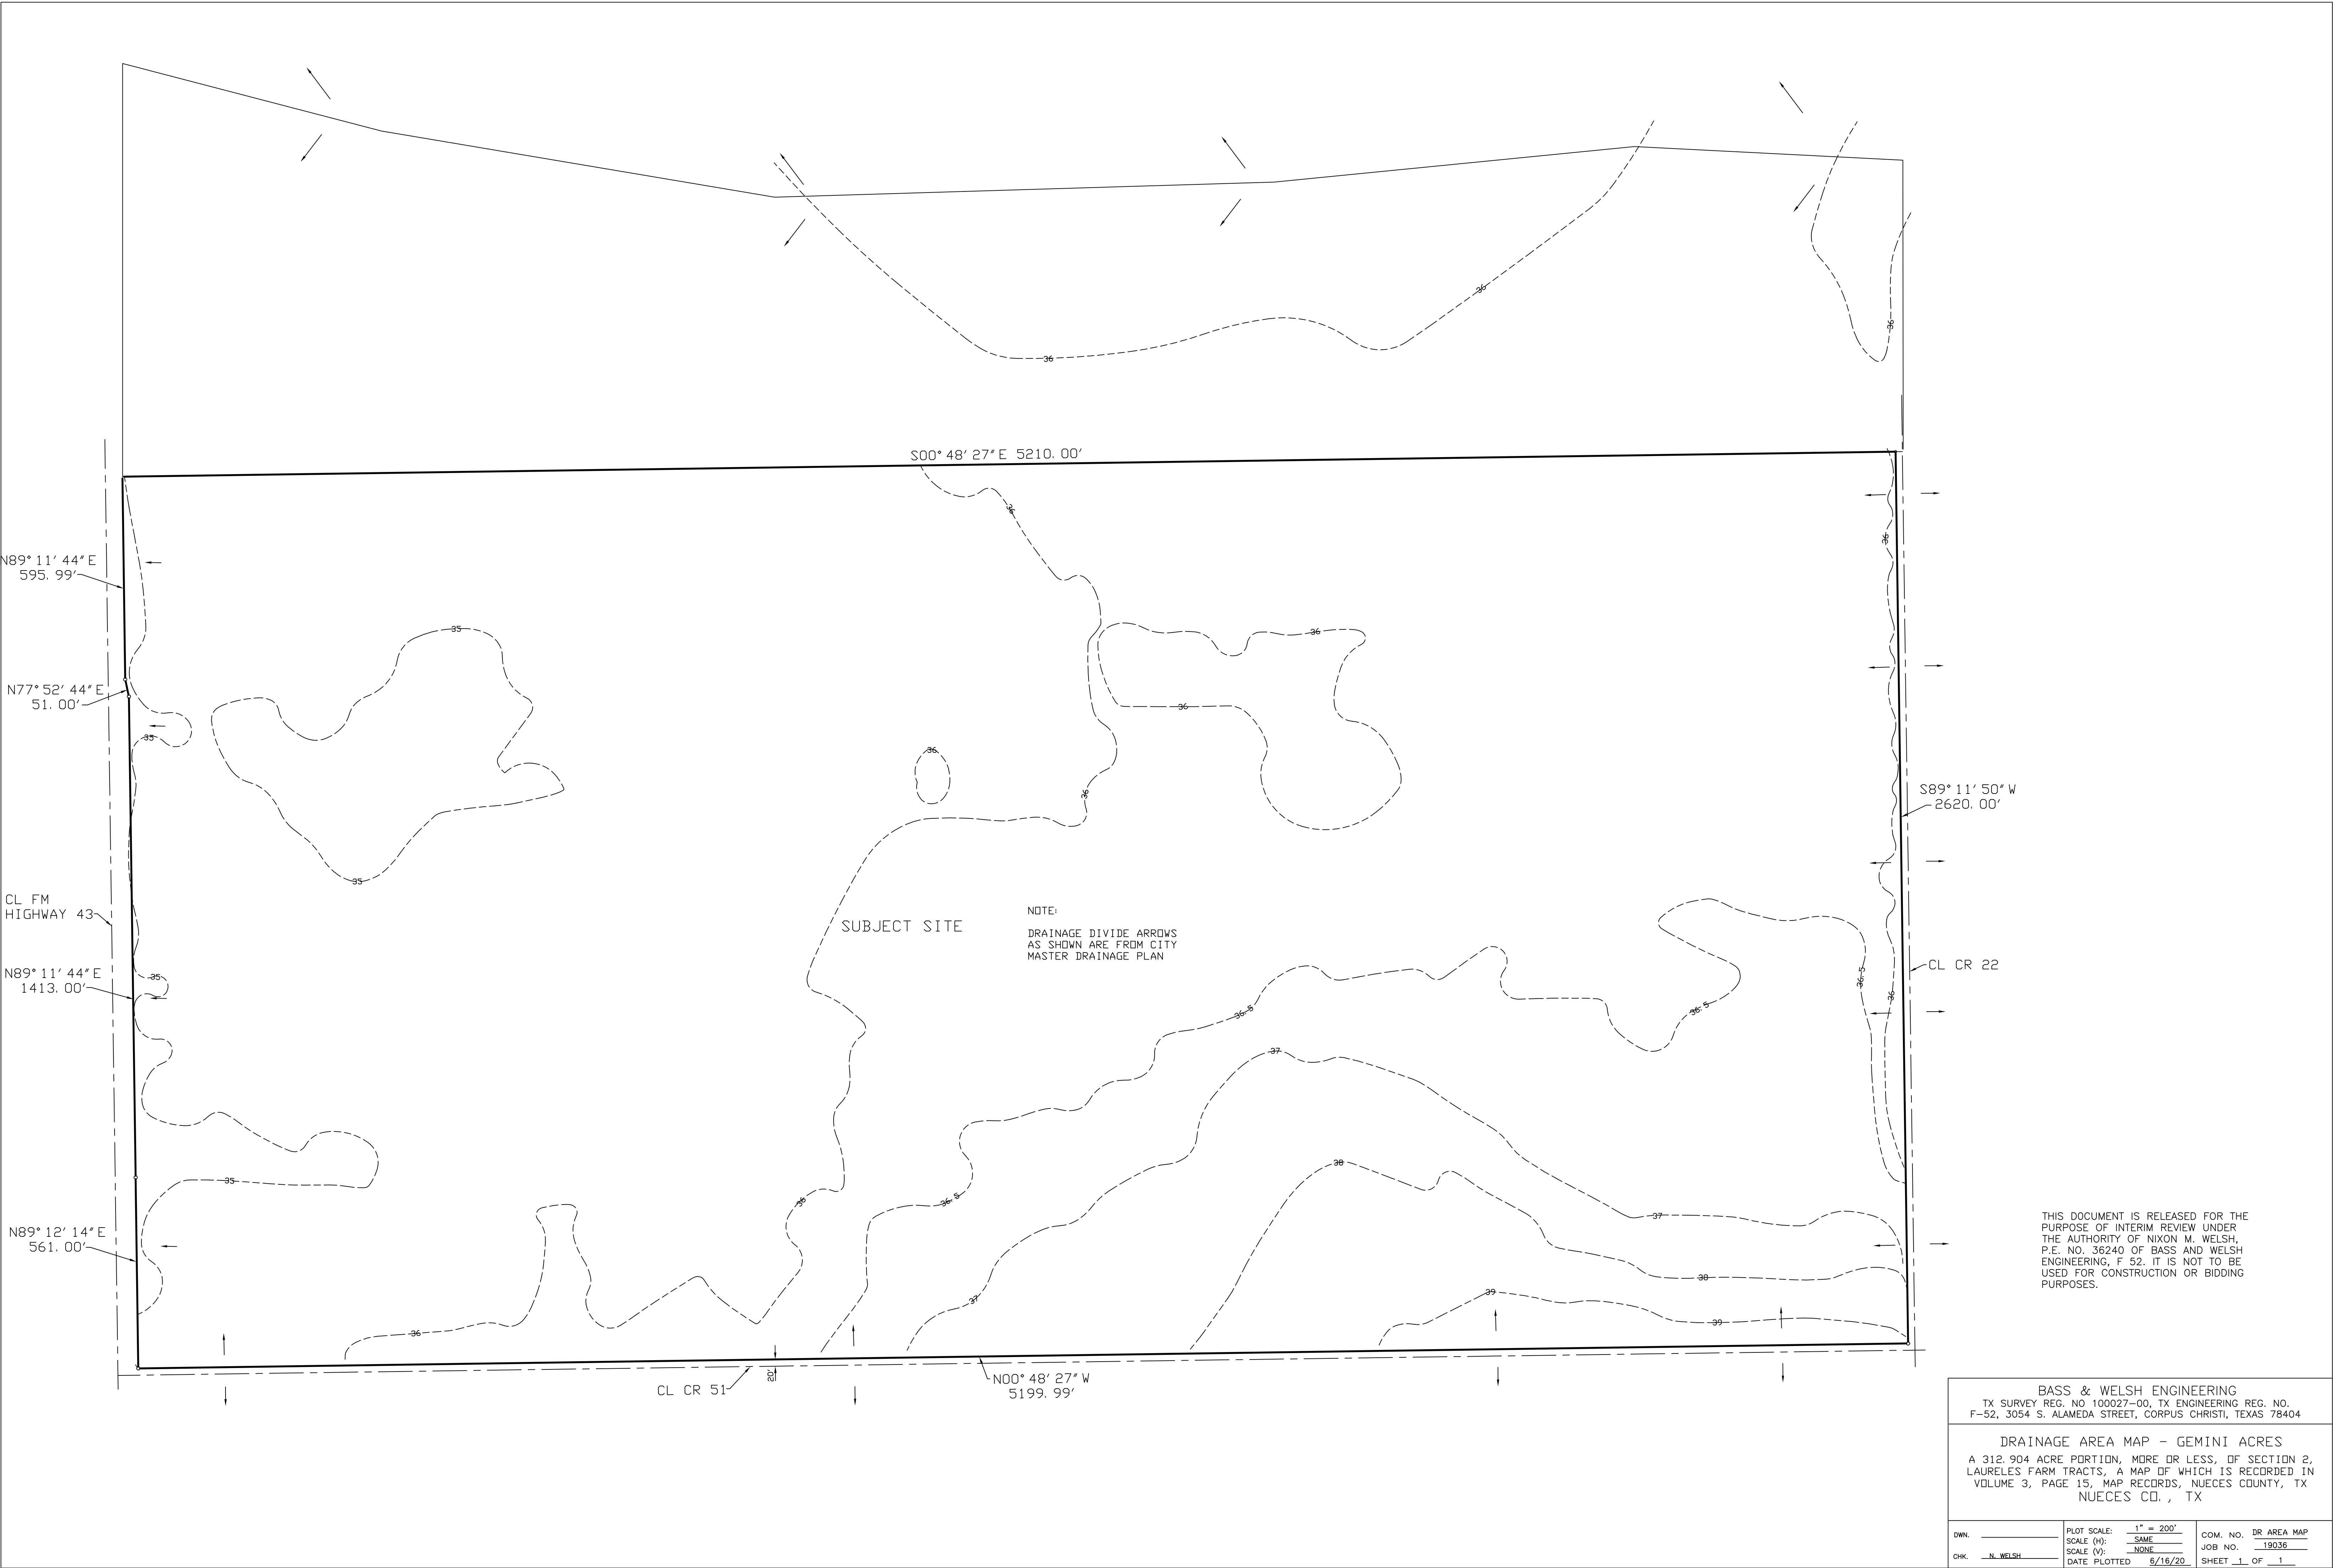 36
36
36
S00° 48' 27" E 5210. 00'
36
36
N89° 11' 44" E
595. 99'
35
36
N77° 52' 44" E
51. 00'
36
35
36
36
S89° 11' 50" W
2620. 00'
35
CL FM
HIGHWAY 43
SUBJECT SITE
NOTE:
DRAINAGE DIVIDE ARROWS
AS SHOWN ARE FROM CITY
MASTER DRAINAGE PLAN
CL CR 22
N89° 11' 44" E
1413. 00'
35
36. 5
36
36. 5
36. 5
37
38
35
36
36. 5
37
N89° 12' 14" E
561. 00'
38
37
39
39
36
20'
CL CR 51
N00° 48' 27" W
5199. 99'
THIS DOCUMENT IS RELEASED FOR THE
PURPOSE OF INTERIM REVIEW UNDER
THE AUTHORITY OF NIXON M. WELSH,
P.E. NO. 36240 OF BASS AND WELSH
ENGINEERING, F 52. IT IS NOT TO BE
USED FOR CONSTRUCTION OR BIDDING
PURPOSES.
BASS & WELSH ENGINEERING
TX SURVEY REG. NO 100027-00, TX ENGINEERING REG. NO.
F-52, 3054 S. ALAMEDA STREET, CORPUS CHRISTI, TEXAS 78404
DRAINAGE AREA MAP - GEMINI ACRES
A 312. 904 ACRE PORTION, MORE OR LESS, OF SECTION 2,
LAURELES FARM TRACTS, A MAP OF WHICH IS RECORDED IN
VOLUME 3, PAGE 15, MAP RECORDS, NUECES COUNTY, TX
NUECES CO. , TX
DWN.
CHK. N. WELSH
PLOT SCALE: 1" = 200'
SCALE (H): SAME
SCALE (V): NONE
DATE PLOTTED 6/16/20
COM. NO. DR AREA MAP
JOB NO. 19036
SHEET 1 OF 1